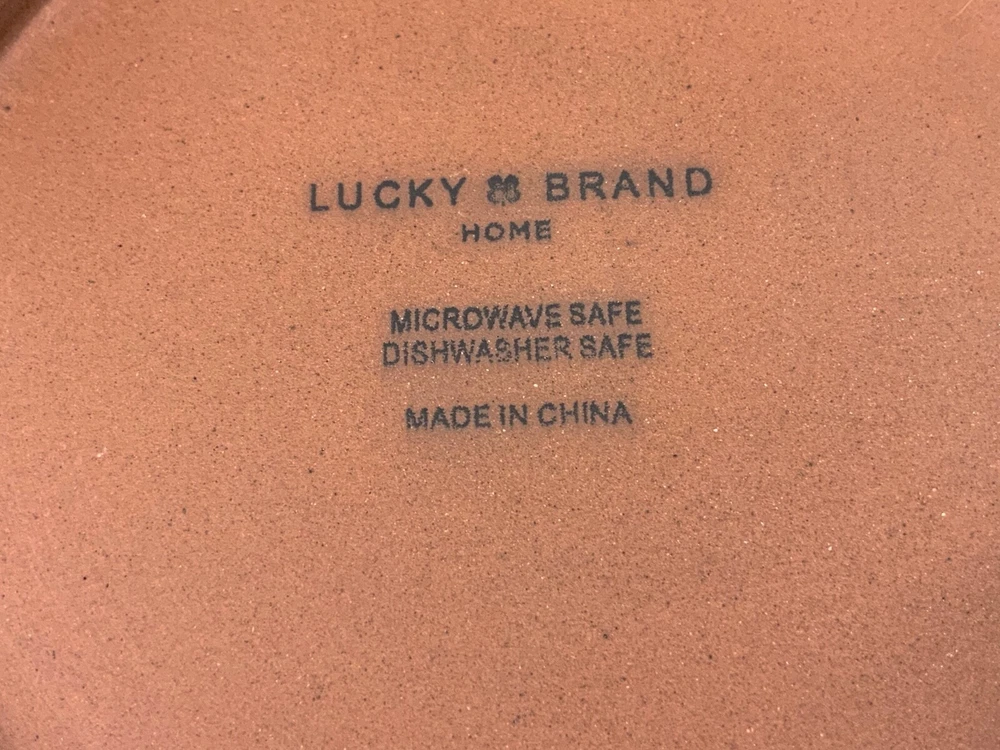 LUCKY BRAND
HOME
MICROWAVE SAFE
DISHWASHER SAFE
MADE IN CHINA